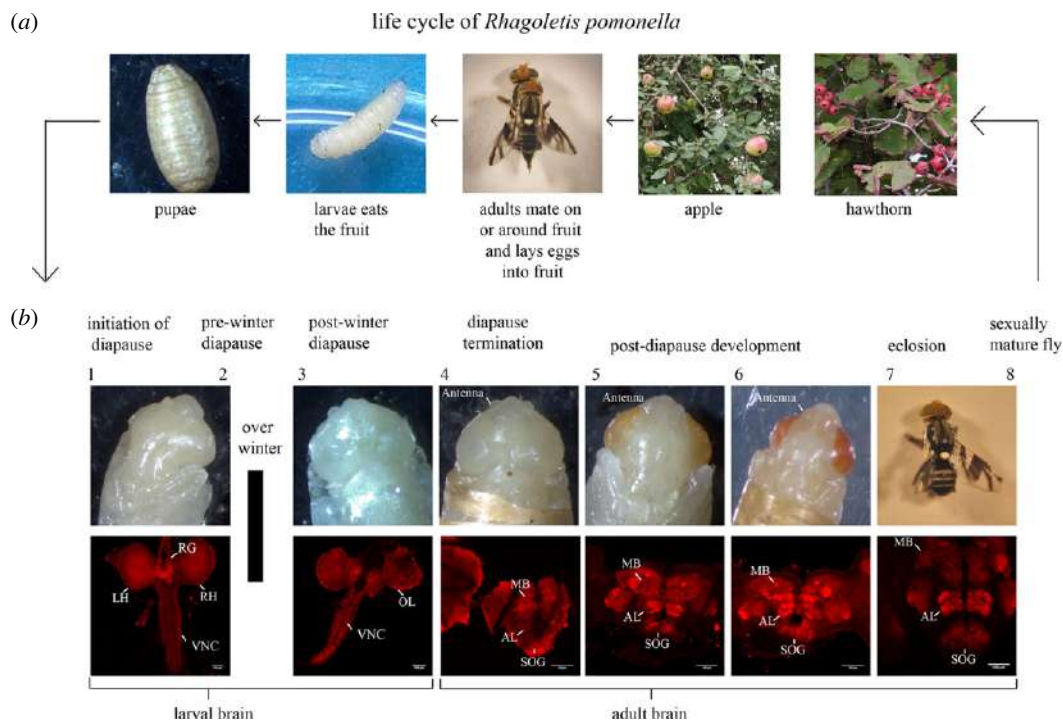 (a)
life cycle of Rhagoletis pomonella
pupae
larvae eats
the fruit
adults mate on
or around fruit
and lays eggs
into fruit
apple
hawthorn
(b)
initiation of
diapause
pre-winter
diapause
post-winter
diapause
diapause
termination
post-diapause development
eclosion
sexually
mature fly
1
2
3
4
5
6
7
8
over
winter
Antenna
Antenna
Antenna
RG
LH
RH
VNC
OL
VNC
MB
AL
SOG
MB
AL
SOG
MB
AL
SOG
MB
AL
SOG
larval brain
adult brain